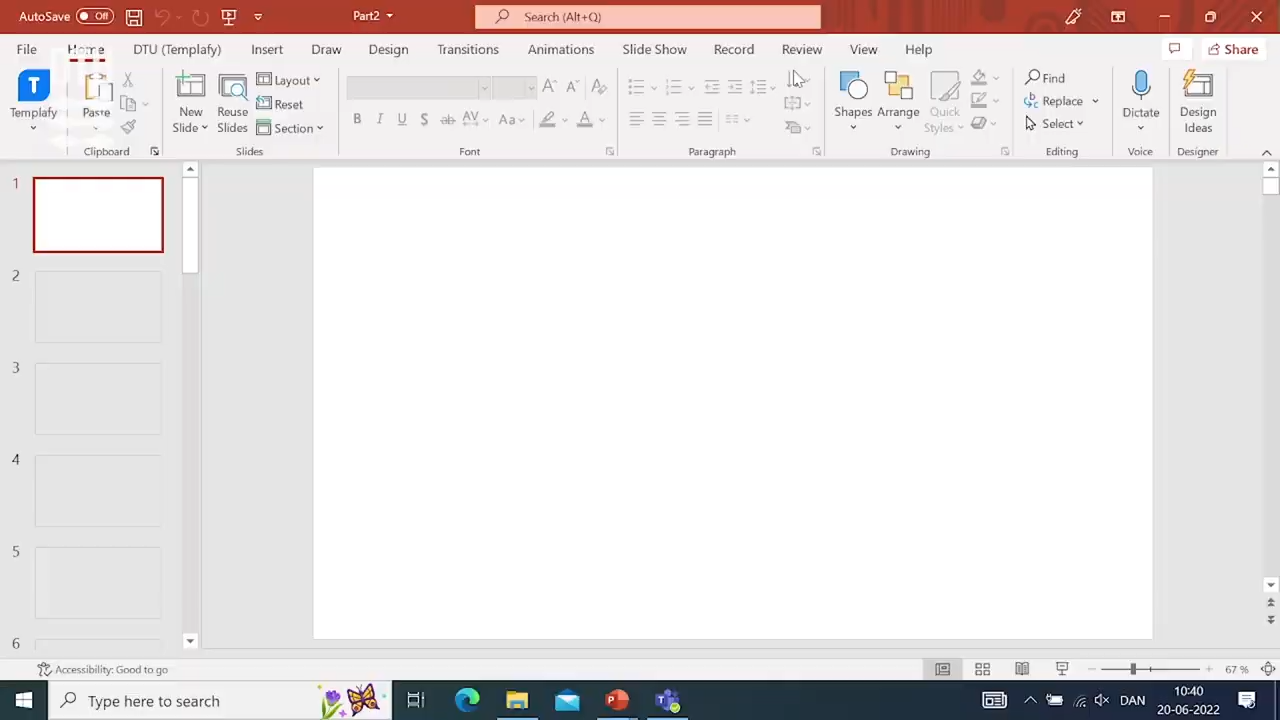 AutoSave Off Part2 Search (Alt+Q)
File Home DTU (Templafy) Insert Draw Design Transitions Animations Slide Show Record Review View Help Share
T
Templafy
Paste
New
Slide
Reuse
Slides
Layout
Reset
Section
B
Aa
Shapes
Arrange
Quick
Styles
Find
Replace
Select
Dictate
Design
Ideas
Clipboard Slides Font Paragraph Drawing Editing Voice Designer
1
2
3
4
5
6
Accessibility: Good to go 67 %
Type here to search DAN
10:40
20-06-2022